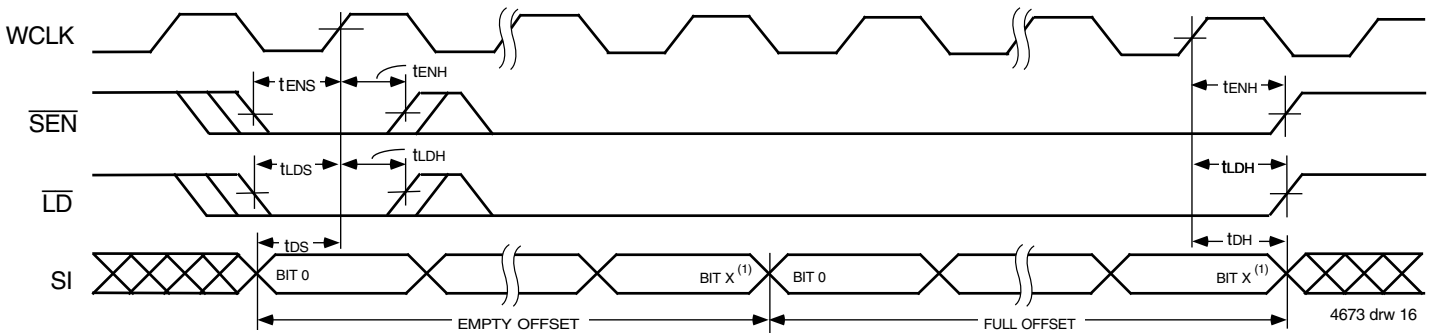 WCLK
tENS
tENH
tENH
SEN
tLDS
tLDH
tLDH
LD
tDS
tDH
SI
BIT 0
BIT X (1)
BIT 0
BIT X (1)
EMPTY OFFSET
FULL OFFSET
4673 drw 16